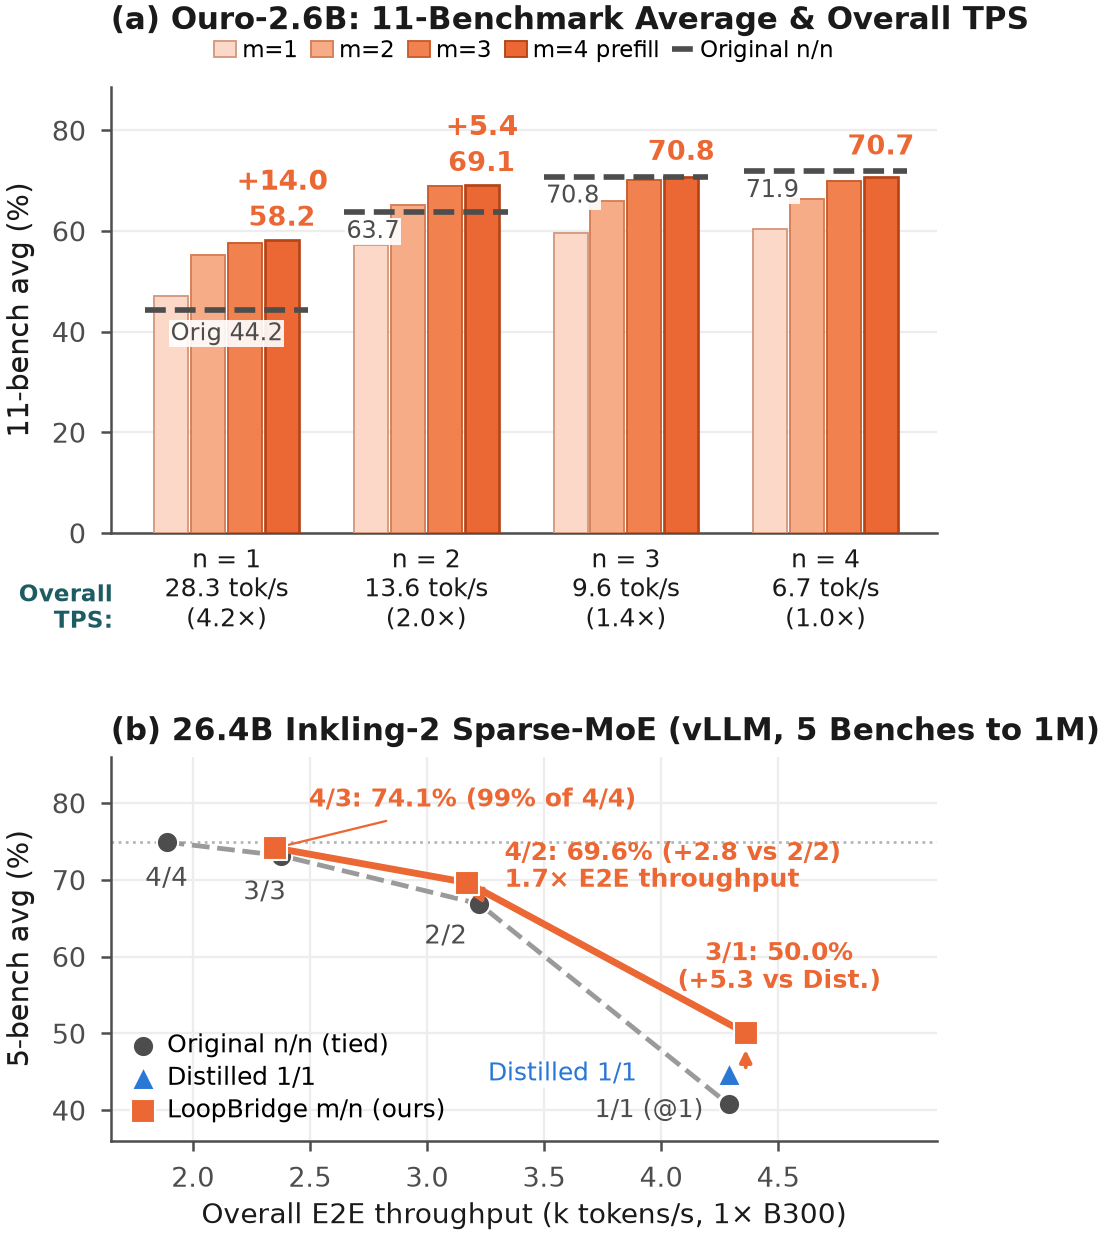 (a) Ouro-2.6B: 11-Benchmark Average & Overall TPS
m=1 m=2 m=3 m=4 prefill Original n/n
11-bench avg (%)
80
60
40
20
0
+14.0
58.2
Orig 44.2
+5.4
69.1
63.7
70.8
70.8
70.7
71.9
n = 1 n = 2 n = 3 n = 4
Overall TPS:
28.3 tok/s 13.6 tok/s 9.6 tok/s 6.7 tok/s
(4.2×) (2.0×) (1.4×) (1.0×)
(b) 26.4B Inkling-2 Sparse-MoE (vLLM, 5 Benches to 1M)
5-bench avg (%)
80
70
60
50
40
4/3: 74.1% (99% of 4/4)
4/2: 69.6% (+2.8 vs 2/2)
1.7× E2E throughput
4/4
3/3
2/2
3/1: 50.0%
(+5.3 vs Dist.)
Distilled 1/1
1/1 (@1)
Original n/n (tied)
Distilled 1/1
LoopBridge m/n (ours)
2.0 2.5 3.0 3.5 4.0 4.5
Overall E2E throughput (k tokens/s, 1× B300)